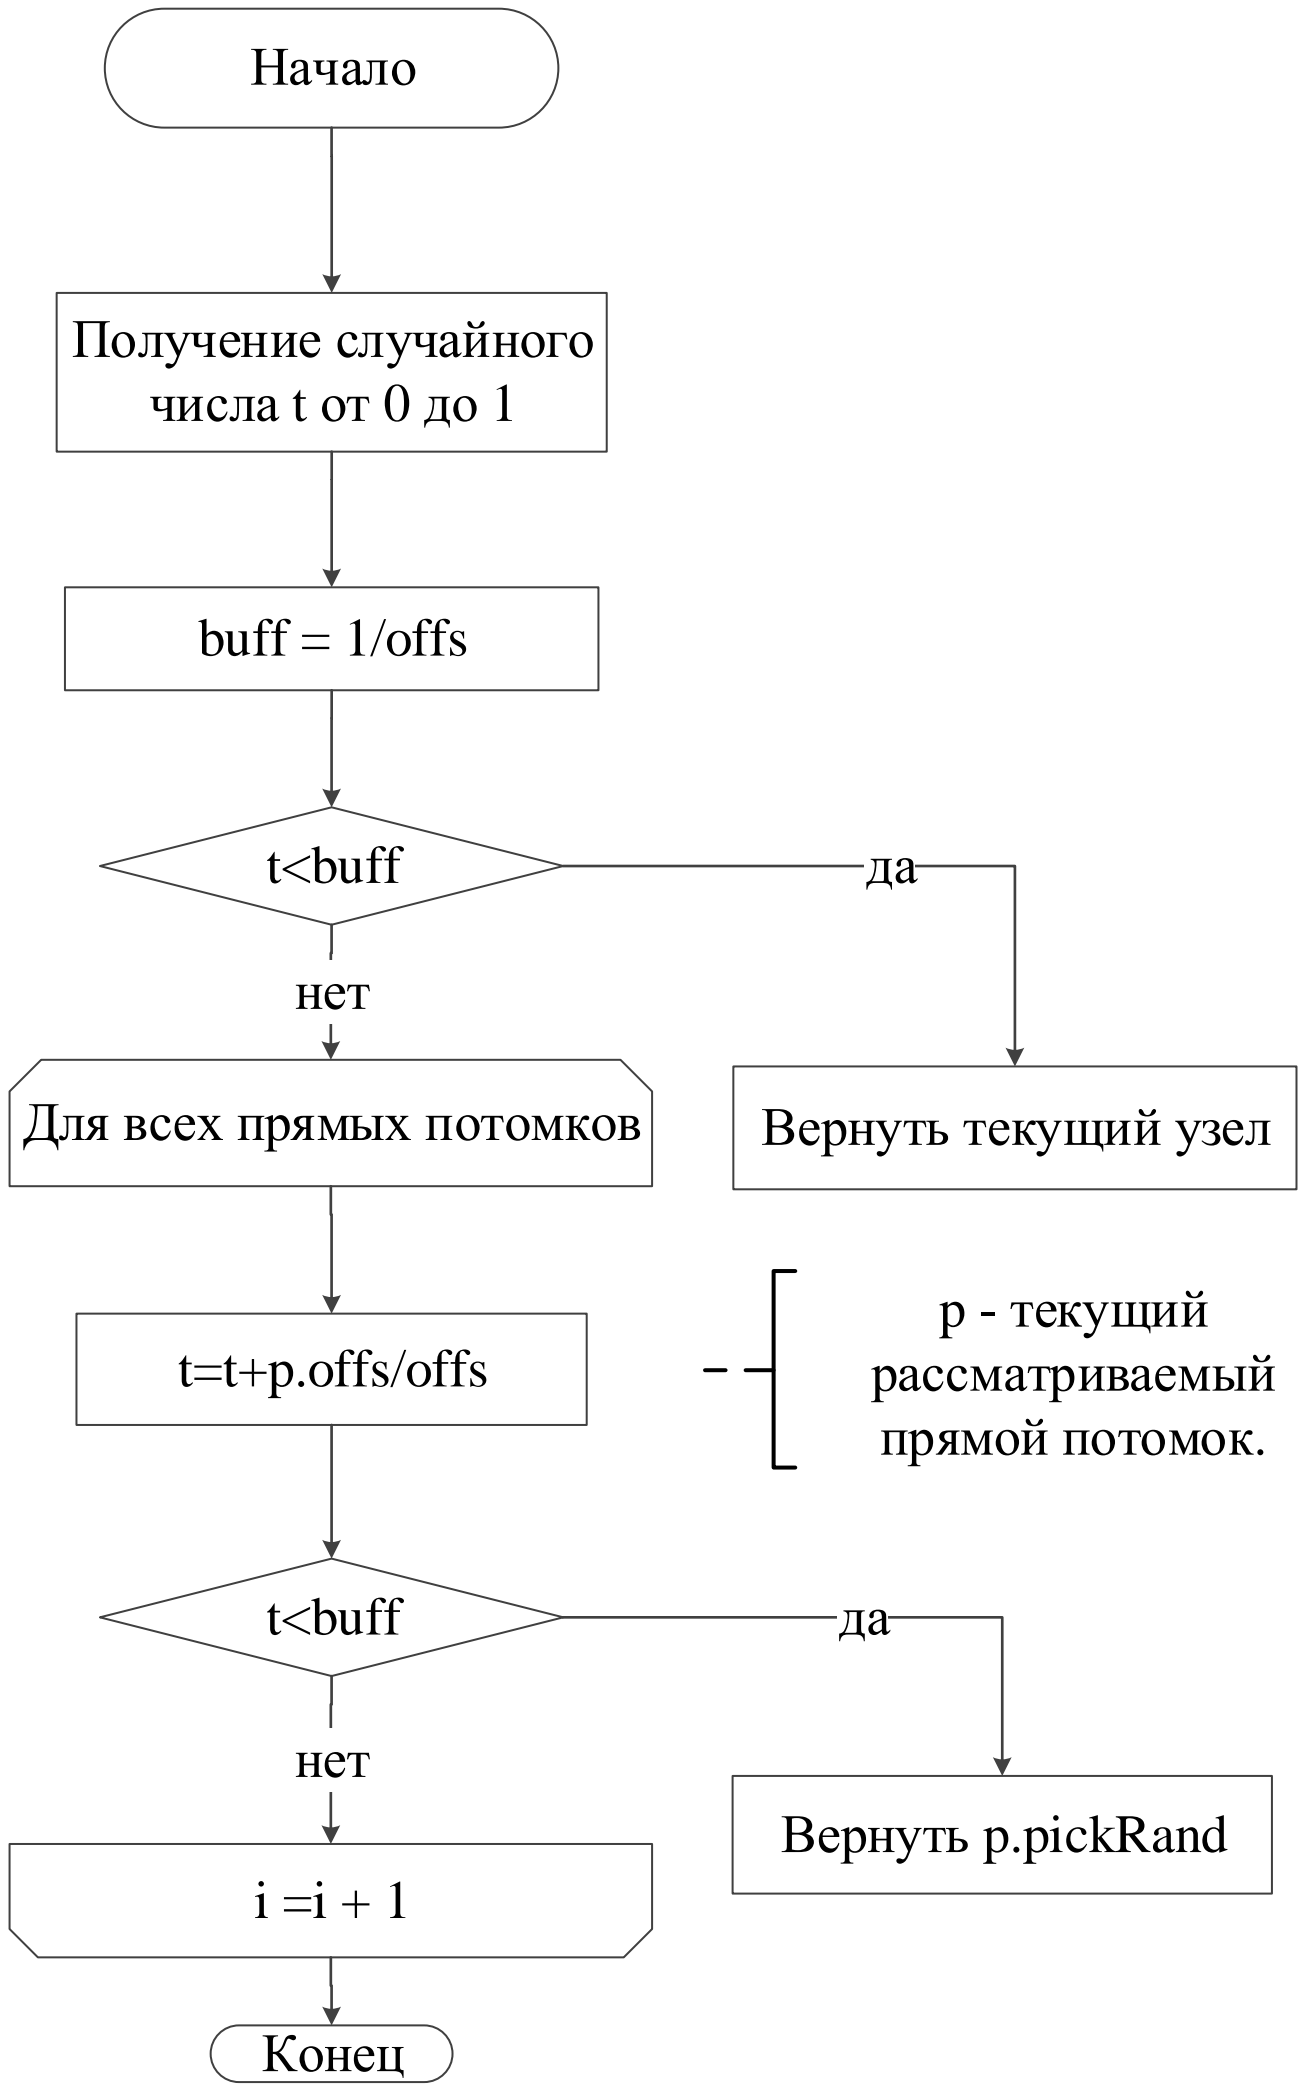 Начало
Получение случайного
числа t от 0 до 1
buff = 1/offs
t<buff
да
нет
Для всех прямых потомков
Вернуть текущий узел
t=t+p.offs/offs
p - текущий
рассматриваемый
прямой потомок.
t<buff
да
нет
Вернуть p.pickRand
i =i + 1
Конец